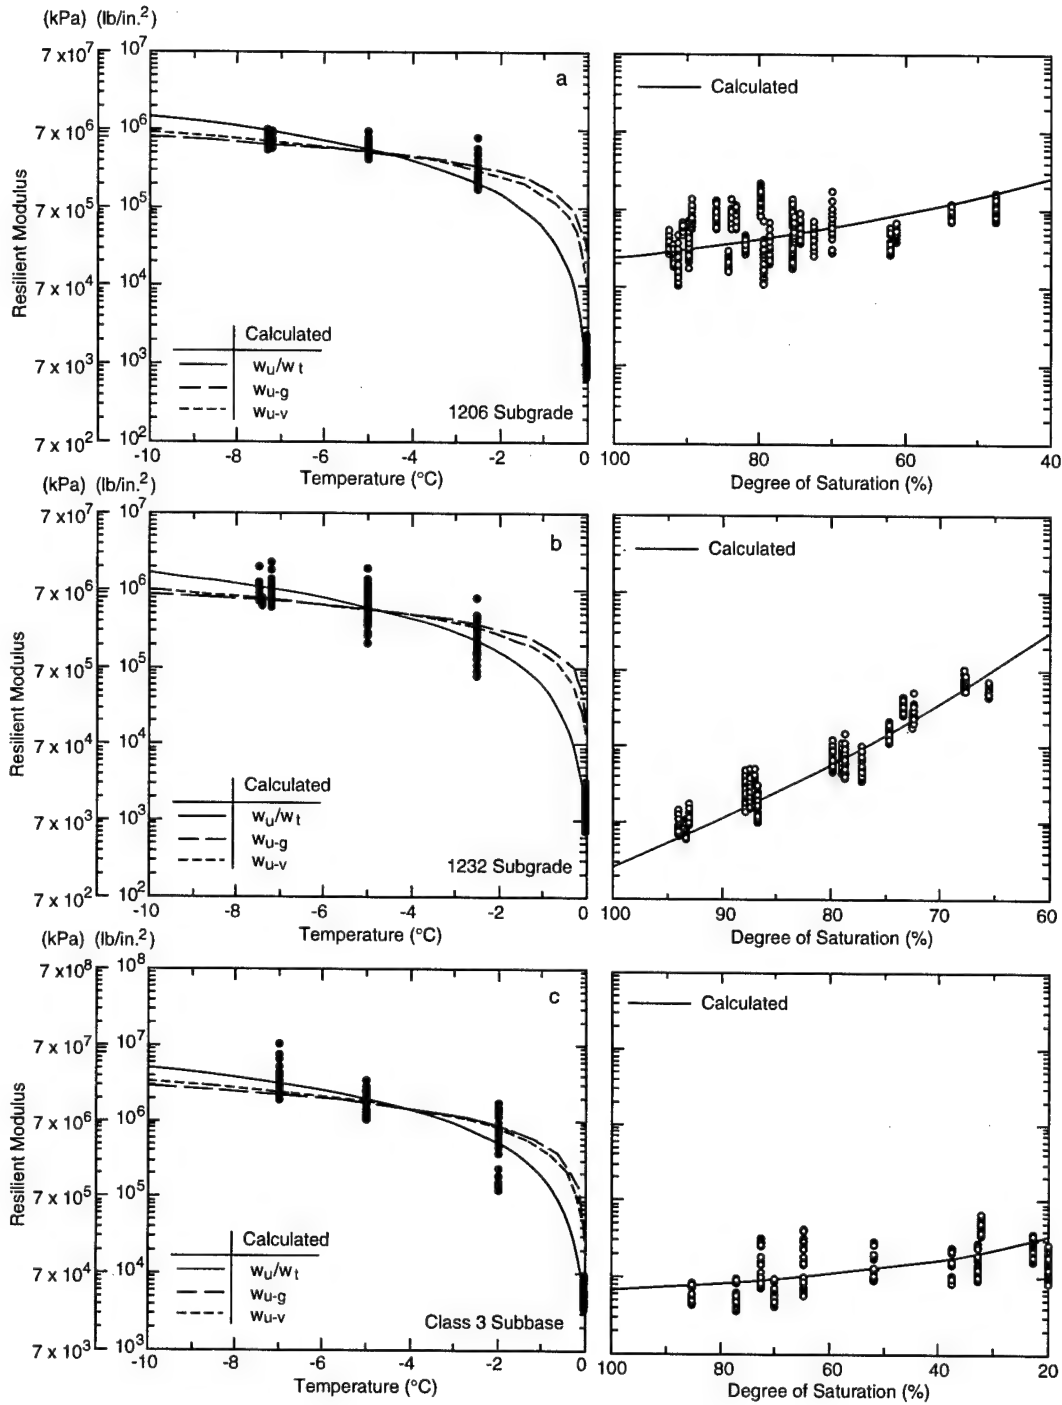 (kPa) (lb/in.²)
7 x10⁷ 10⁷
7 x 10⁶ 10⁶
7 x 10⁵ 10⁵
7 x 10⁴ 10⁴
7 x 10³ 10³
7 x 10² 10²
Resilient Modulus
a
Calculated
wᵤ/wₜ
wᵤ₋g
wᵤ₋ᵥ
1206 Subgrade
-10 -8 -6 -4 -2 0
Temperature (°C)
Calculated
100 80 60 40
Degree of Saturation (%)
(kPa) (lb/in.²)
7 x10⁷ 10⁷
7 x 10⁶ 10⁶
7 x 10⁵ 10⁵
7 x 10⁴ 10⁴
7 x 10³ 10³
7 x 10² 10²
Resilient Modulus
b
Calculated
wᵤ/wₜ
wᵤ₋g
wᵤ₋ᵥ
1232 Subgrade
-10 -8 -6 -4 -2 0
Temperature (°C)
Calculated
100 90 80 70 60
Degree of Saturation (%)
(kPa) (lb/in.²)
7 x10⁸ 10⁸
7 x 10⁷ 10⁷
7 x 10⁶ 10⁶
7 x 10⁵ 10⁵
7 x 10⁴ 10⁴
7 x 10³ 10³
Resilient Modulus
c
Calculated
wᵤ/wₜ
wᵤ₋g
wᵤ₋ᵥ
Class 3 Subbase
-10 -8 -6 -4 -2 0
Temperature (°C)
Calculated
100 80 60 40 20
Degree of Saturation (%)